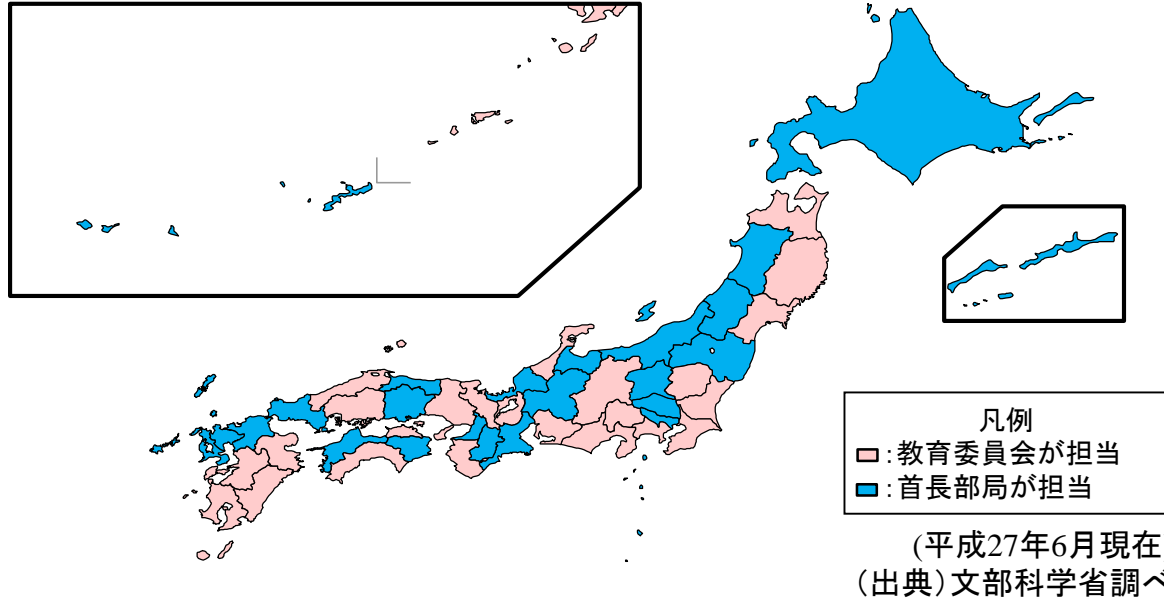 凡例
:教育委員会が担当
:首長部局が担当
(平成27年6月現在
(出典)文部科学省調べ